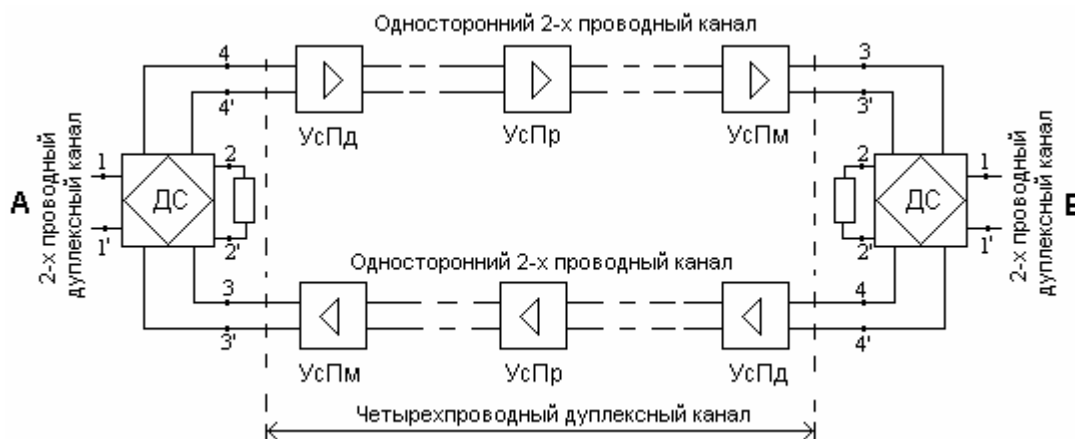 Односторонний 2-х проводный канал
4
4'
3
3'
УсПд
УсПр
УсПм
А
2-х проводный
дуплексный канал
1
1'
ДС
2
2'
2
2'
ДС
1
1'
2-х проводный
дуплексный канал
Б
Односторонний 2-х проводный канал
3
3'
4
4'
УсПм
УсПр
УсПд
Четырехпроводный дуплексный канал